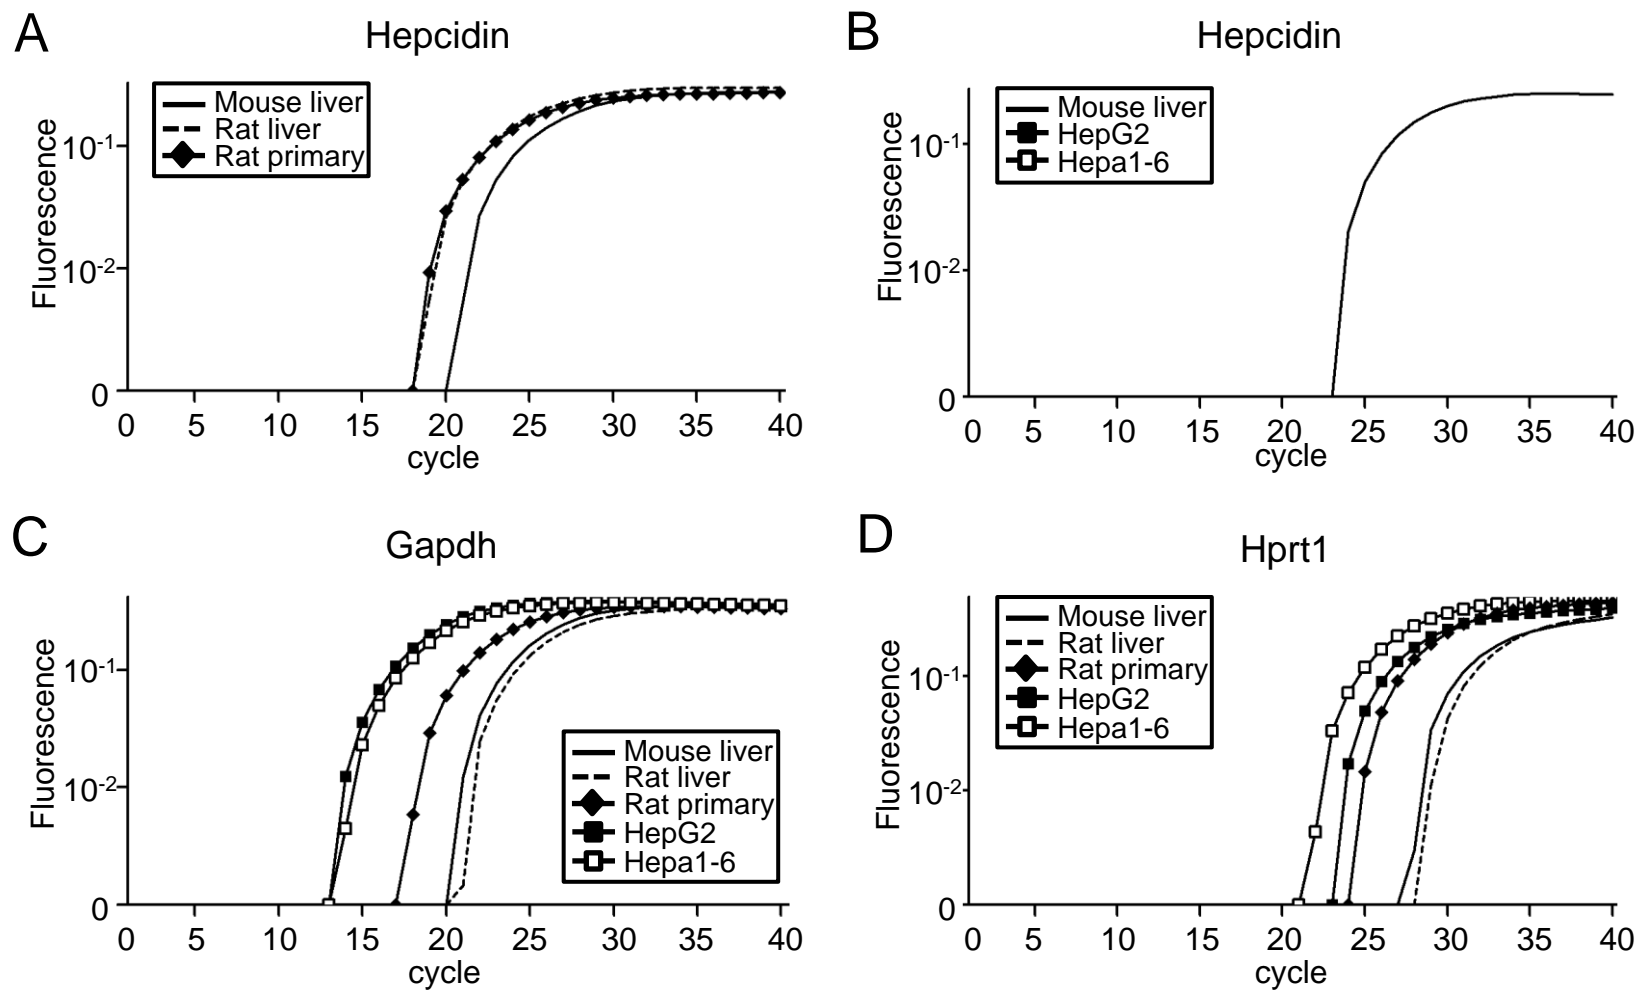 A
Hepcidin
Mouse liver
Rat liver
Rat primary
Fluorescence
10-1
10-2
0
0 5 10 15 20 25 30 35 40
cycle
B
Hepcidin
Mouse liver
HepG2
Hepa1-6
Fluorescence
10-1
10-2
0
0 5 10 15 20 25 30 35 40
cycle
C
Gapdh
Fluorescence
10-1
10-2
0
Mouse liver
Rat liver
Rat primary
HepG2
Hepa1-6
0 5 10 15 20 25 30 35 40
cycle
D
Hprt1
Mouse liver
Rat liver
Rat primary
HepG2
Hepa1-6
Fluorescence
10-1
10-2
0
0 5 10 15 20 25 30 35 40
cycle